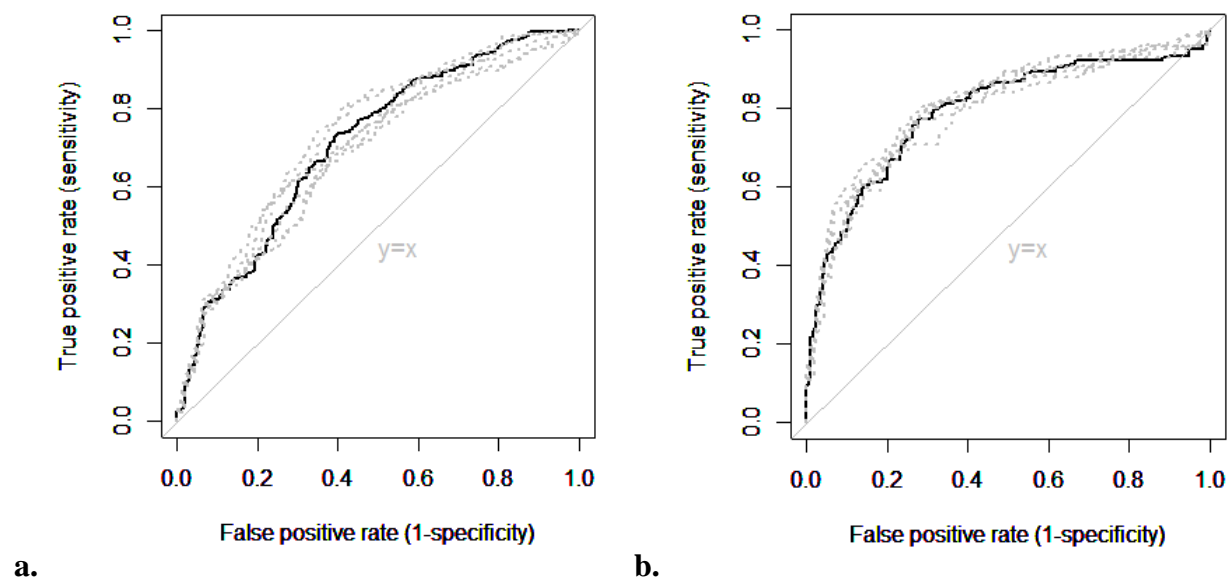 True positive rate (sensitivity)
1.0
0.8
0.6
0.4
0.2
0.0
y=x
0.0 0.2 0.4 0.6 0.8 1.0
False positive rate (1-specificity)
a.
True positive rate (sensitivity)
1.0
0.8
0.6
0.4
0.2
0.0
y=x
0.0 0.2 0.4 0.6 0.8 1.0
False positive rate (1-specificity)
b.